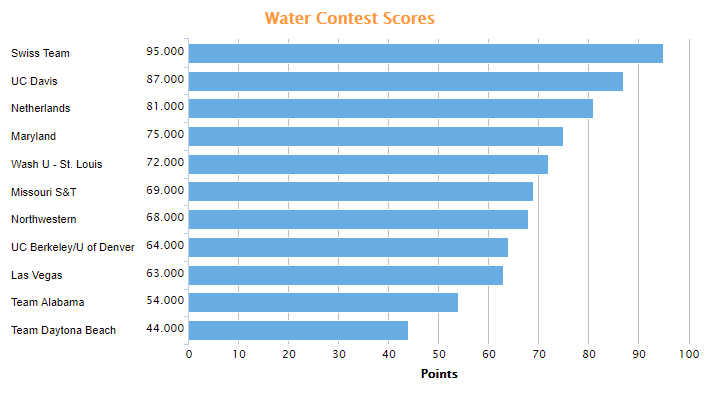 Water Contest Scores
Swiss Team 95.000
UC Davis 87.000
Netherlands 81.000
Maryland 75.000
Wash U - St. Louis 72.000
Missouri S&T 69.000
Northwestern 68.000
UC Berkeley/U of Denver 64.000
Las Vegas 63.000
Team Alabama 54.000
Team Daytona Beach 44.000
0 10 20 30 40 50 60 70 80 90 100
Points